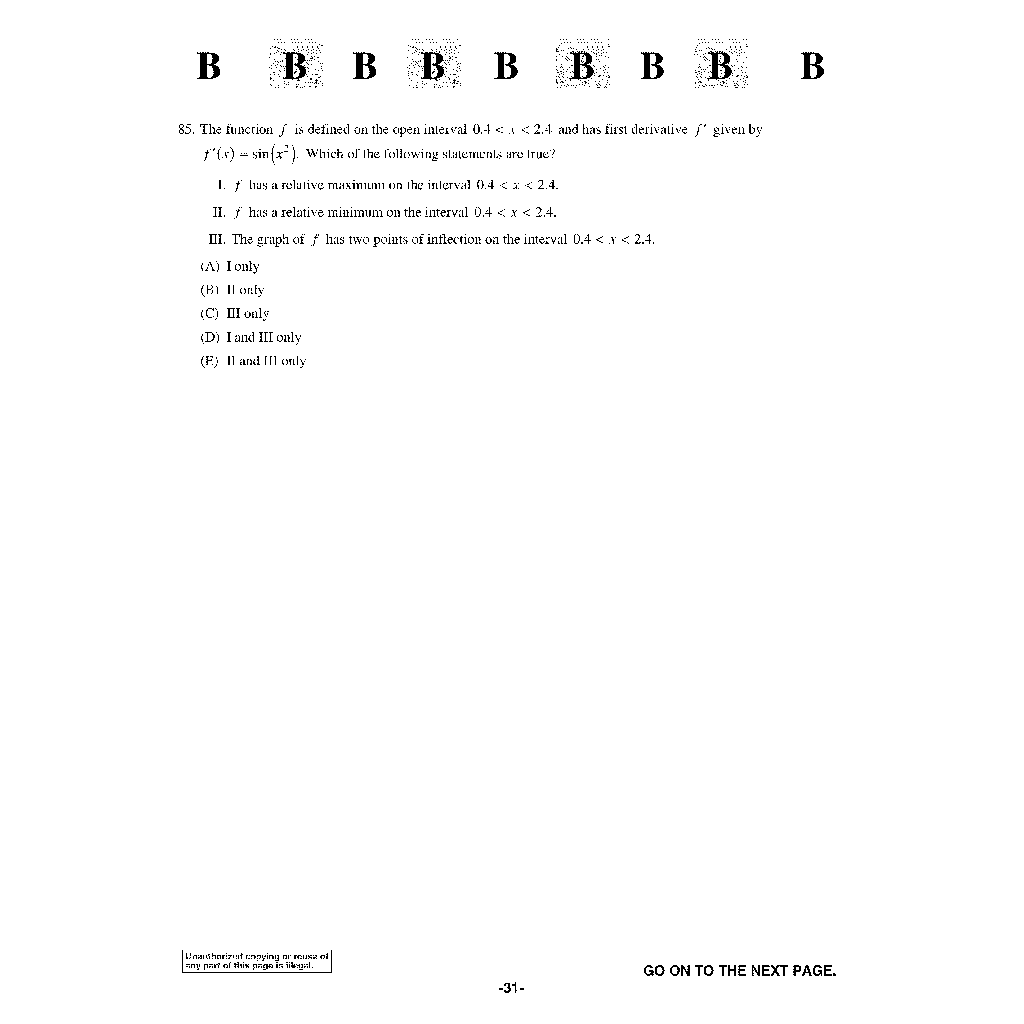 B B B B B B B B B
85. The function f is defined on the open interval 0.4 < x < 2.4 and has first derivative f′ given by
f′(x) = sin(x²). Which of the following statements are true?
I. f has a relative maximum on the interval 0.4 < x < 2.4.
II. f has a relative minimum on the interval 0.4 < x < 2.4.
III. The graph of f has two points of inflection on the interval 0.4 < x < 2.4.
(A) I only
(B) II only
(C) III only
(D) I and III only
(E) II and III only
Unauthorized copying or reuse of
any part of this page is illegal.
GO ON TO THE NEXT PAGE.
-31-